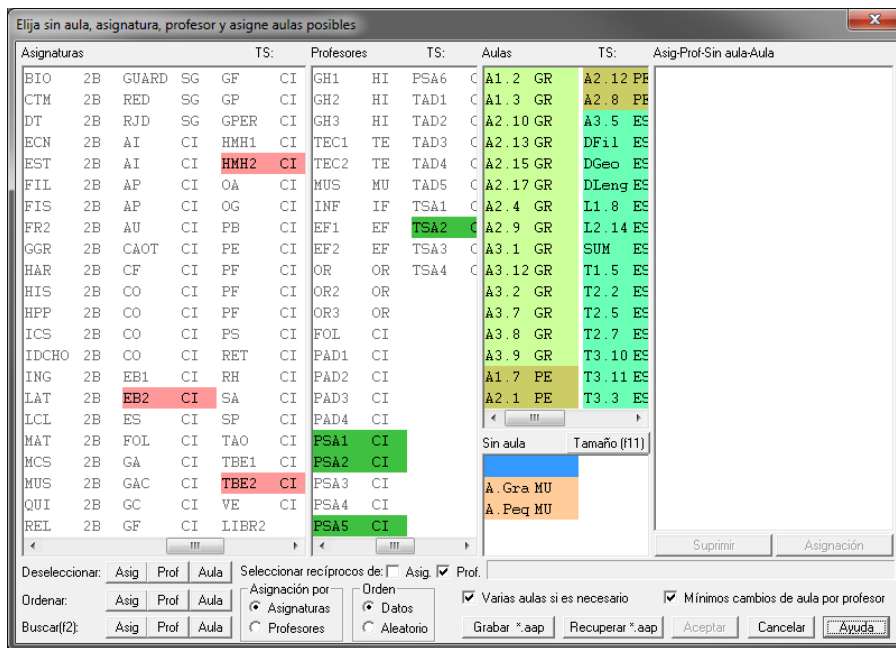 Elija sin aula, asignatura, profesor y asigne aulas posibles
Asignaturas TS: Profesores TS: Aulas TS: Asig-Prof-Sin aula-Aula
BIO 2B GUARD SG GF CI GH1 HI PSA6 C A1.2 GR A2.12 PE
CTM 2B RED SG GP CI GH2 HI TAD1 C A1.3 GR A2.8 PE
DT 2B RJD SG GPER CI GH3 HI TAD2 C A2.10 GR A3.5 ES
ECN 2B AI CI HMH1 CI TEC1 TE TAD3 C A2.13 GR DFil ES
EST 2B AI CI HMH2 CI TEC2 TE TAD4 C A2.15 GR DGeo ES
FIL 2B AP CI OA CI MUS MU TAD5 C A2.17 GR DLeng ES
FIS 2B AP CI OG CI INF IF TSA1 C A2.4 GR L1.8 ES
FR2 2B AU CI PB CI EF1 EF TSA2 C A2.9 GR L2.14 ES
GGR 2B CAOT CI PE CI EF2 EF TSA3 C A3.1 GR SUM ES
HAR 2B CF CI PF CI OR OR TSA4 C A3.12 GR T1.5 ES
HIS 2B CO CI PF CI OR2 OR A3.2 GR T2.2 ES
HPP 2B CO CI PF CI OR3 OR A3.7 GR T2.5 ES
ICS 2B CO CI PS CI FOL CI A3.8 GR T2.7 ES
IDCHO 2B CO CI RET CI PAD1 CI A3.9 GR T3.10 ES
ING 2B EB1 CI RH CI PAD2 CI A1.7 PE T3.11 ES
LAT 2B EB2 CI SA CI PAD3 CI A2.1 PE T3.3 ES
LCL 2B ES CI SP CI PAD4 CI
MAT 2B FOL CI TAO CI PSA1 CI Sin aula Tamaño (f11)
MCS 2B GA CI TBE1 CI PSA2 CI
MUS 2B GAC CI TBE2 CI PSA3 CI A.Gra MU
QUI 2B GC CI VE CI PSA4 CI A.Peq MU
REL 2B GF CI LIBR2 PSA5 CI
Suprimir Asignación
Deseleccionar: Asig Prof Aula Seleccionar recíprocos de: Asig. Prof.
Ordenar: Asig Prof Aula Asignación por Asignaturas Orden Datos Varias aulas si es necesario Mínimos cambios de aula por profesor
Buscar(f2): Asig Prof Aula Profesores Aleatorio Grabar *.aap Recuperar *.aap Aceptar Cancelar Ayuda